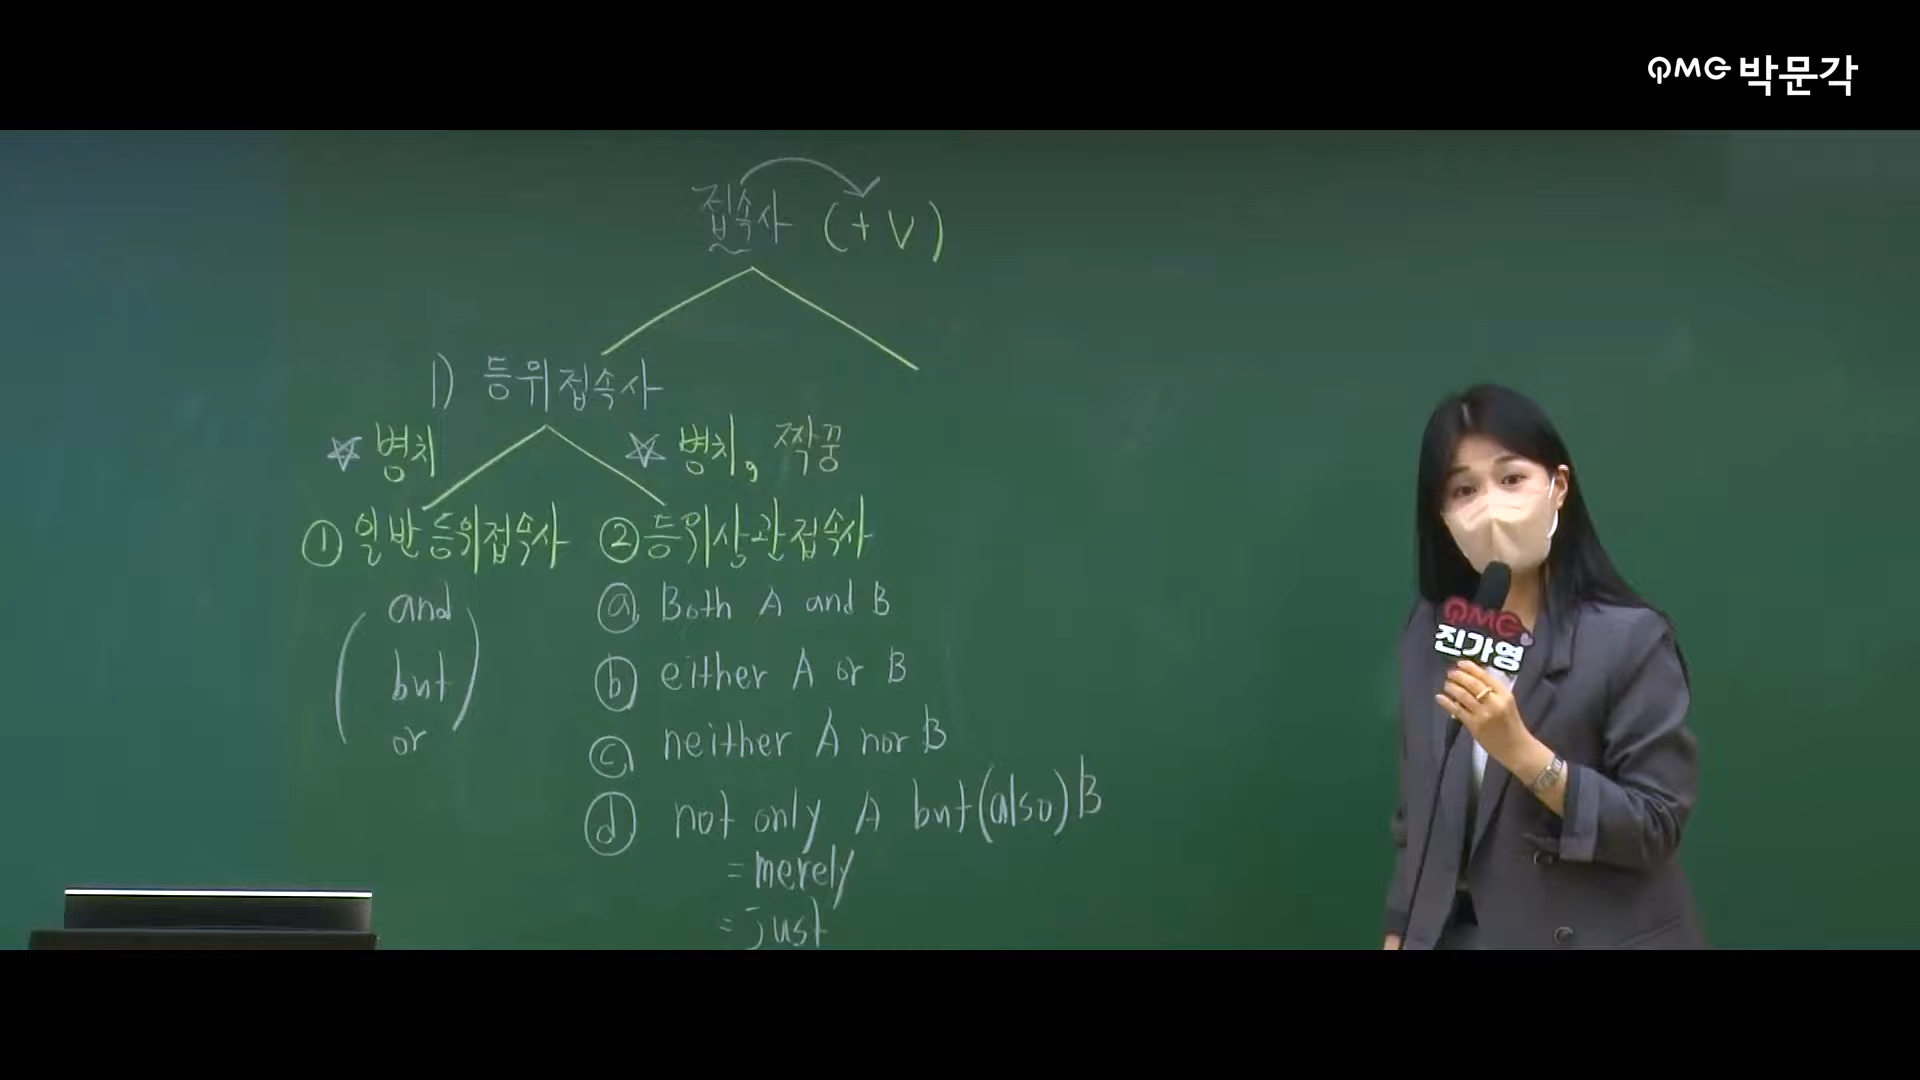 PMG 박문각
접속사 (+ V)
1) 등위접속사
☆ 병치
☆ 병치, 짝꿍
① 일반등위접속사
② 등위상관접속사
and
but
or
ⓐ Both A and B
ⓑ either A or B
ⓒ neither A nor B
ⓓ not only A but (also) B
= merely
= just
PMG
진가영